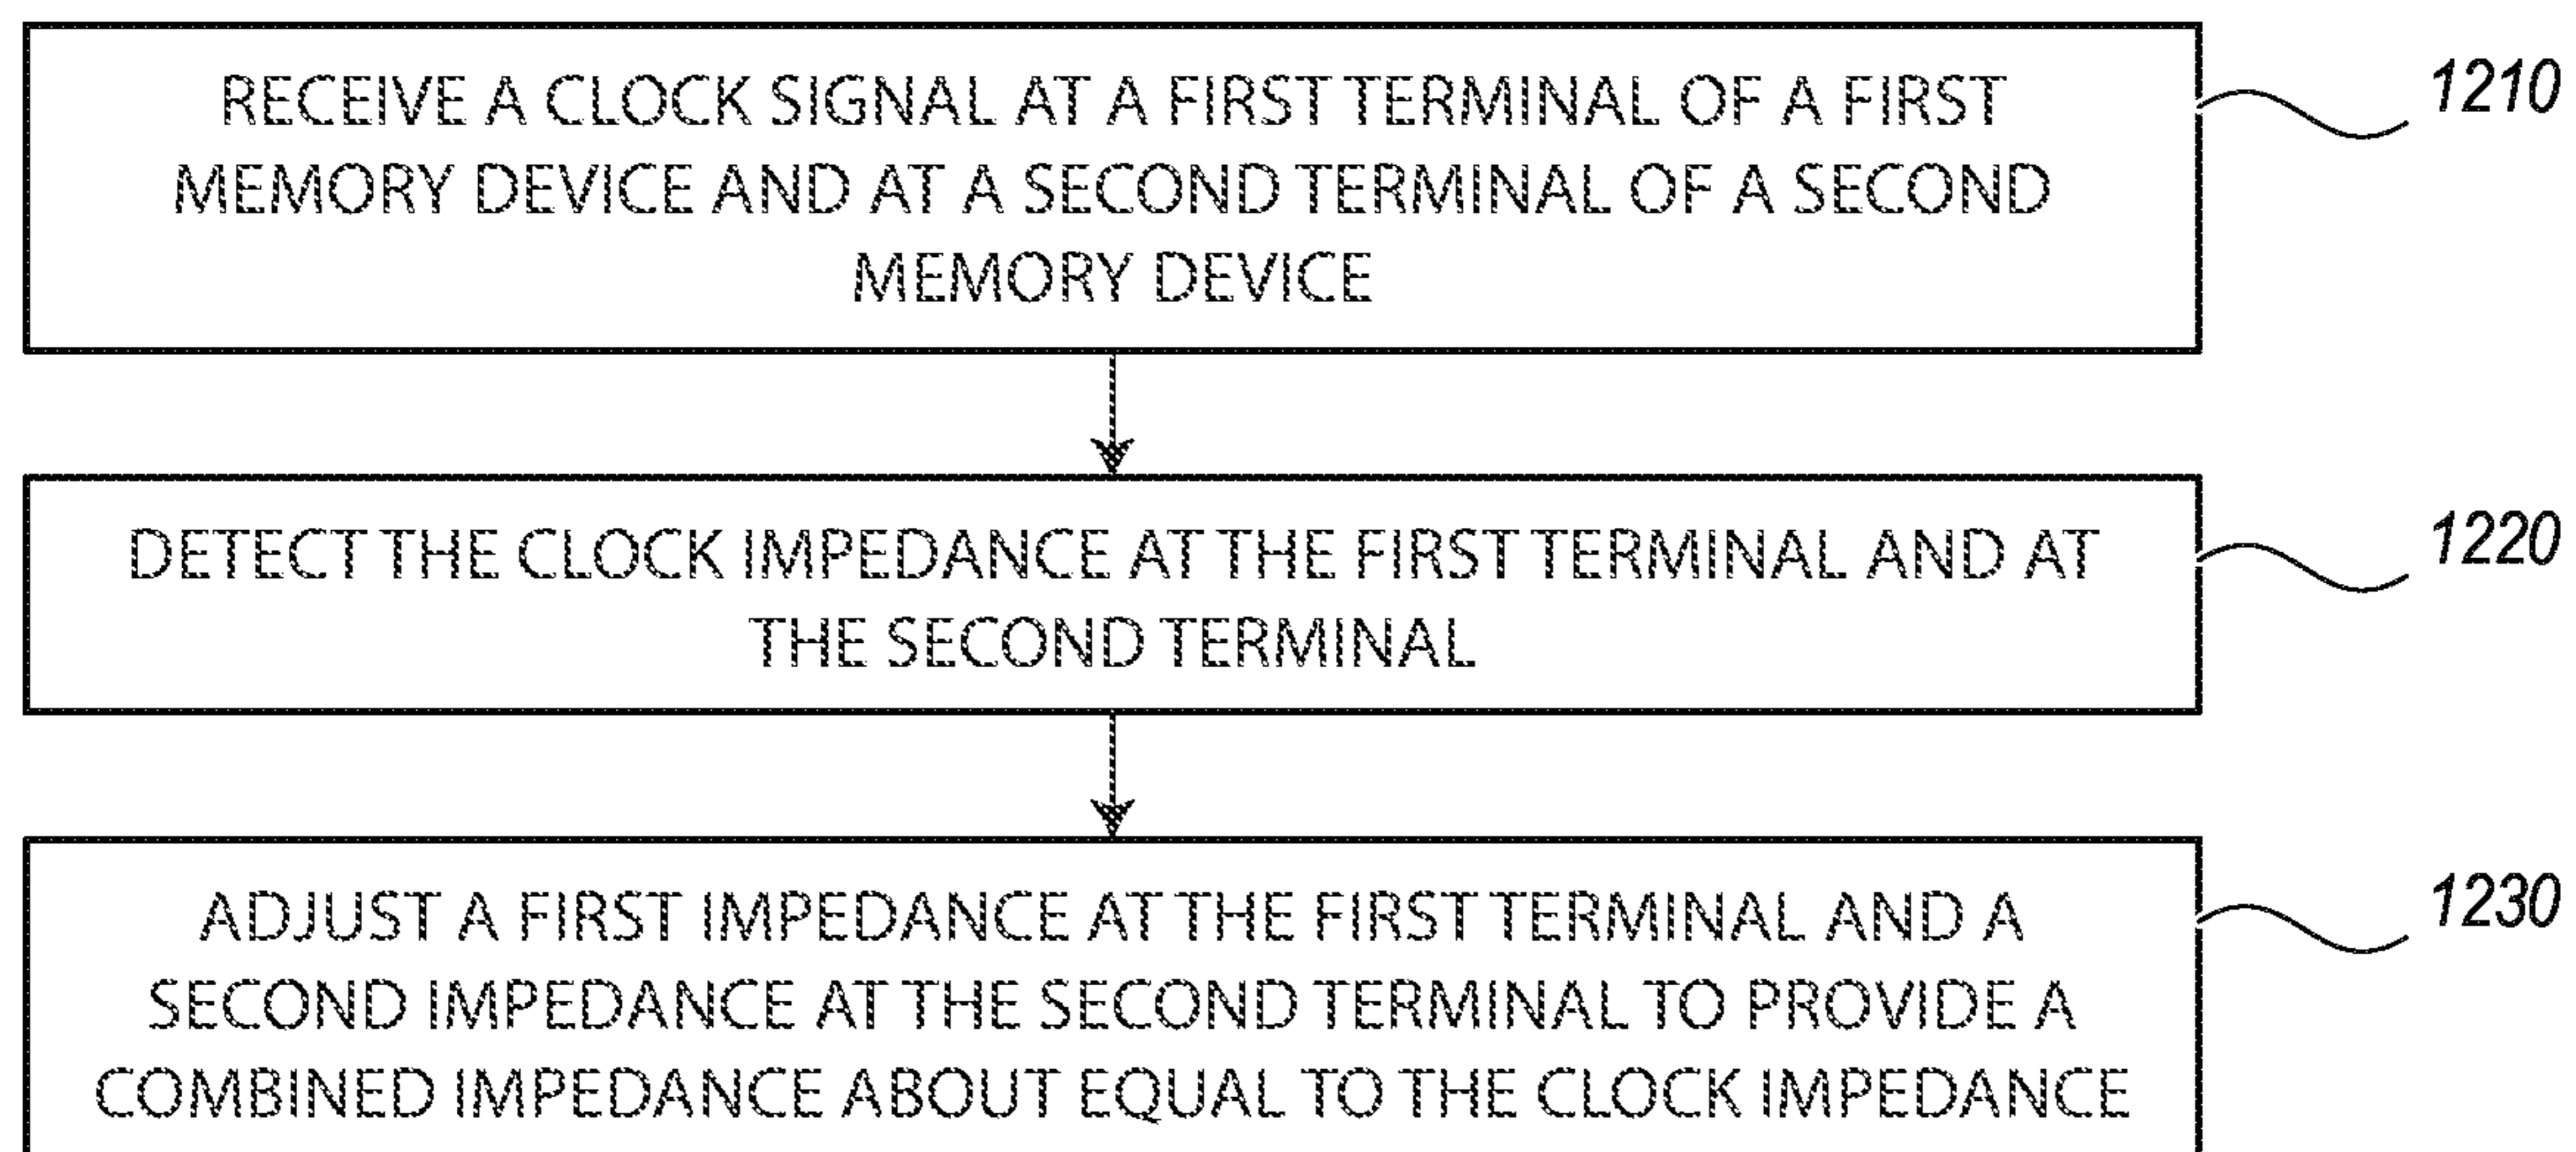 RECEIVE A CLOCK SIGNAL AT A FIRST TERMINAL OF A FIRST
MEMORY DEVICE AND AT A SECOND TERMINAL OF A SECOND
MEMORY DEVICE
1210
DETECT THE CLOCK IMPEDANCE AT THE FIRST TERMINAL AND AT
THE SECOND TERMINAL
1220
ADJUST A FIRST IMPEDANCE AT THE FIRST TERMINAL AND A
SECOND IMPEDANCE AT THE SECOND TERMINAL TO PROVIDE A
COMBINED IMPEDANCE ABOUT EQUAL TO THE CLOCK IMPEDANCE
1230